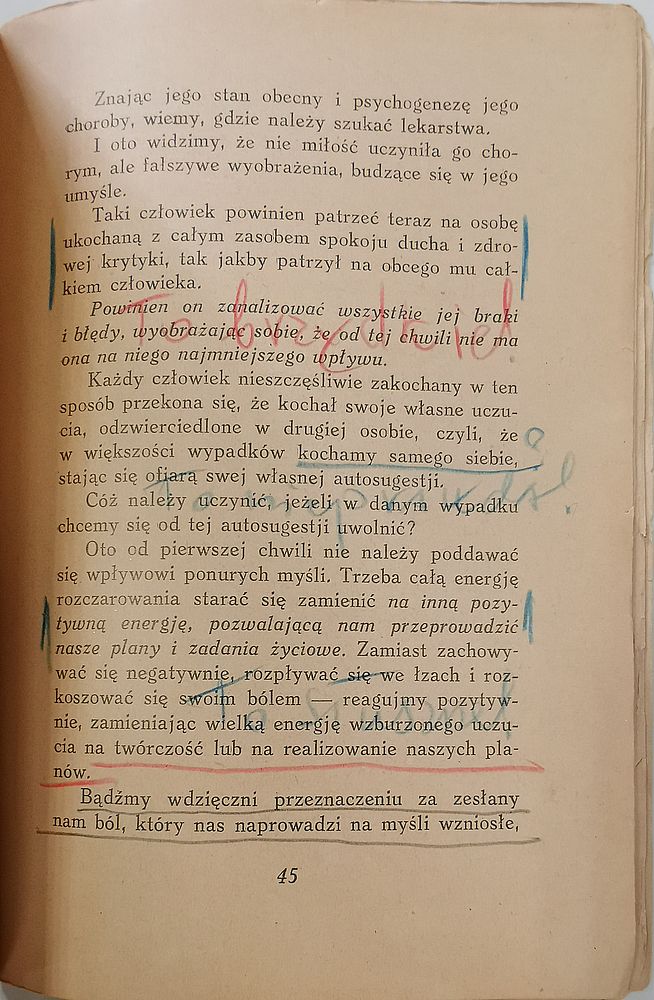 Znając jego stan obecny i psychogenezę jego
choroby, wiemy, gdzie należy szukać lekarstwa.
I oto widzimy, że nie miłość uczyniła go cho-
rym, ale fałszywe wyobrażenia, budzące się w jego
umyśle.
Taki człowiek powinien patrzeć teraz na osobę
ukochaną z całym zasobem spokoju ducha i zdro-
wej krytyki, tak jakby patrzył na obcego mu cał-
kiem człowieka.
Powinien on zanalizować wszystkie jej braki
i błędy, wyobrażając sobie, że od tej chwili nie ma
ona na niego najmniejszego wpływu.
Każdy człowiek nieszczęśliwie zakochany w ten
sposób przekona się, że kochał swoje własne uczu-
cia, odzwierciedlone w drugiej osobie, czyli, że
w większości wypadków kochamy samego siebie,
stając się ofiarą swej własnej autosugestji.
To nieprawda!
Cóż należy uczynić, jeżeli w danym wypadku
chcemy się od tej autosugestji uwolnić?
Oto od pierwszej chwili nie należy poddawać
się wpływowi ponurych myśli. Trzeba całą energję
rozczarowania starać się zamienić na inną pozy-
tywną energję, pozwalającą nam przeprowadzić
nasze plany i zadania życiowe. Zamiast zachowy-
wać się negatywnie, rozpływać się we łzach i roz-
koszować się swoim bólem — reagujmy pozytyw-
nie, zamieniając wielką energję wzburzonego uczu-
cia na twórczość lub na realizowanie naszych pla-
nów.
Bądźmy wdzięczni przeznaczeniu za zesłany
nam ból, który nas naprowadzi na myśli wzniosłe,
45